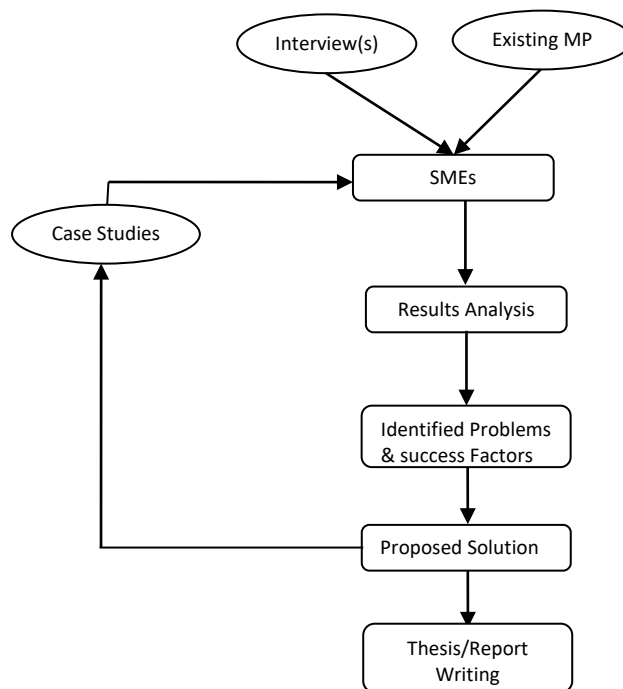 Interview(s)
Existing MP
SMEs
Case Studies
Results Analysis
Identified Problems
& success Factors
Proposed Solution
Thesis/Report
Writing